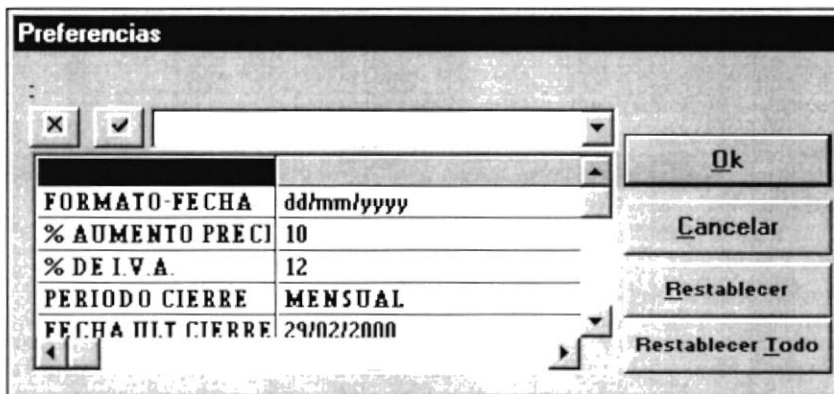 Preferencias
:
Ok
FORMATO-FECHA dd/mm/yyyy
Cancelar
% AUMENTO PRECI 10
% DE I.V.A. 12
Restablecer
PERIODO CIERRE MENSUAL
FECHA ULT CIERRE 29/02/2000
Restablecer Todo